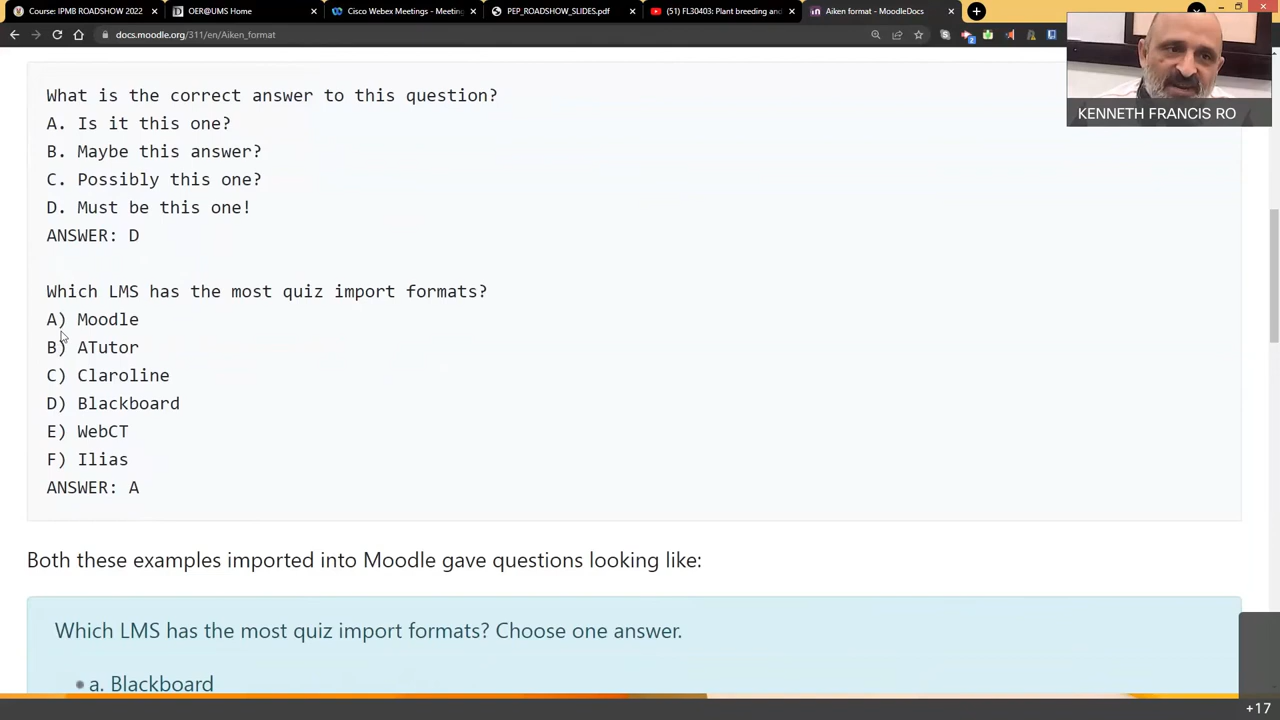 Course: IPMB ROADSHOW 2022
OER@UMS Home
Cisco Webex Meetings - Meeting
PEP_ROADSHOW_SLIDES.pdf
(51) FL30403: Plant breeding and
Aiken format - MoodleDocs
docs.moodle.org/311/en/Aiken_format
KENNETH FRANCIS RO
What is the correct answer to this question?
A. Is it this one?
B. Maybe this answer?
C. Possibly this one?
D. Must be this one!
ANSWER: D
Which LMS has the most quiz import formats?
A) Moodle
B) ATutor
C) Claroline
D) Blackboard
E) WebCT
F) Ilias
ANSWER: A
Both these examples imported into Moodle gave questions looking like:
Which LMS has the most quiz import formats? Choose one answer.
a. Blackboard
+17